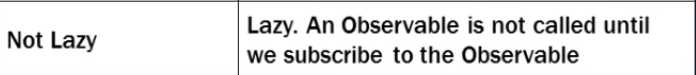 Not Lazy
Lazy. An Observable is not called until
we subscribe to the Observable